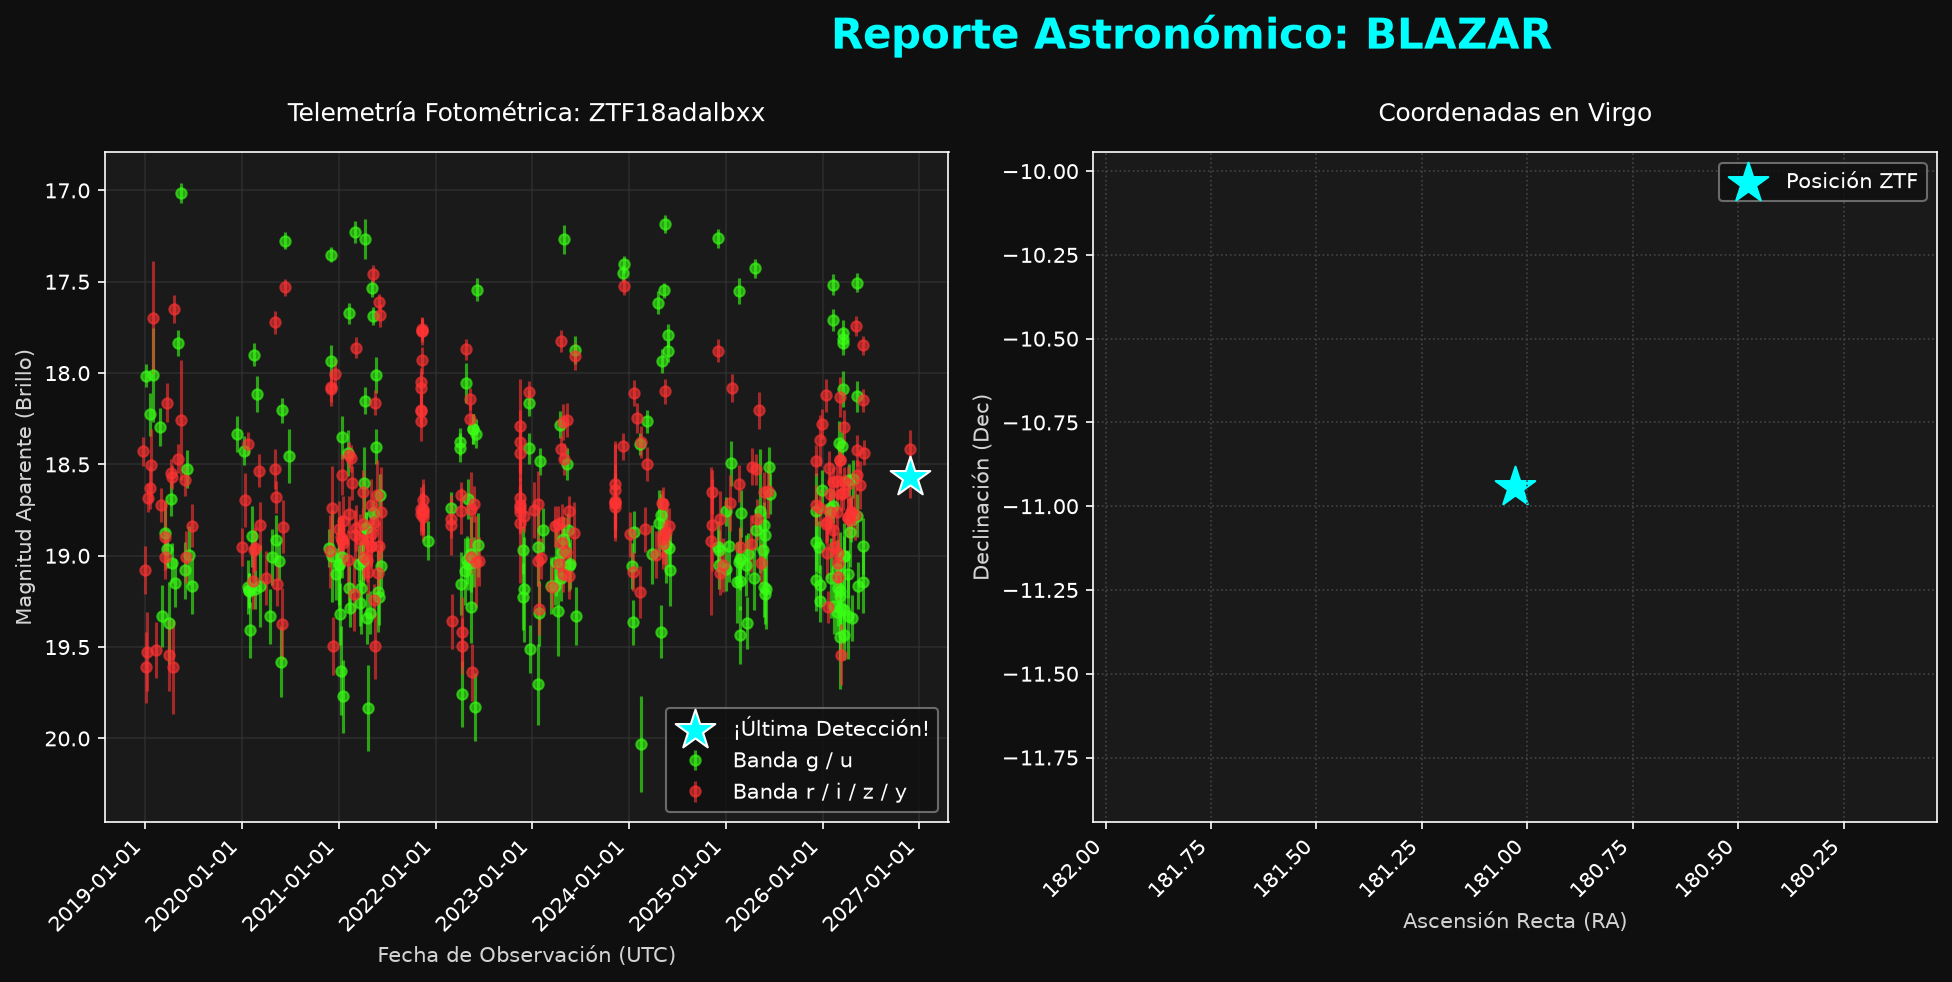 Reporte Astronómico: BLAZAR
Telemetría Fotométrica: ZTF18adalbxx
Magnitud Aparente (Brillo)
17.0
17.5
18.0
18.5
19.0
19.5
20.0
¡Última Detección!
Banda g / u
Banda r / i / z / y
2019-01-01
2020-01-01
2021-01-01
2022-01-01
2023-01-01
2024-01-01
2025-01-01
2026-01-01
2027-01-01
Fecha de Observación (UTC)
Coordenadas en Virgo
Declinación (Dec)
−10.00
−10.25
−10.50
−10.75
−11.00
−11.25
−11.50
−11.75
Posición ZTF
182.00
181.75
181.50
181.25
181.00
180.75
180.50
180.25
Ascensión Recta (RA)